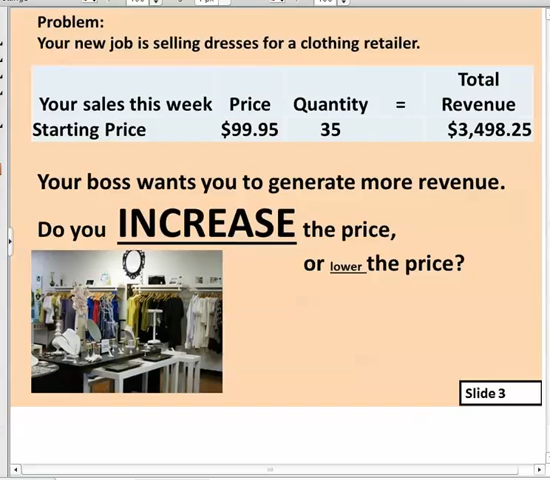 Problem:
Your new job is selling dresses for a clothing retailer.
Total
Your sales this week Price Quantity = Revenue
Starting Price $99.95 35 $3,498.25
Your boss wants you to generate more revenue.
Do you INCREASE the price,
or lower the price?
Slide 3